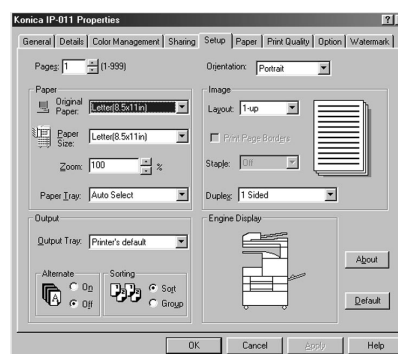 Konica IP-011 Properties
General Details Color Management Sharing Setup Paper Print Quality Option Watermark
Pages: 1 (1-999)
Orientation: Portrait
Paper
Original Paper: Letter(8.5x11in)
Paper Size: Letter(8.5x11in)
Zoom: 100 %
Paper Tray: Auto Select
Image
Layout: 1-up
Print Page Borders
Staple: Off
Duplex: 1 Sided
Output
Output Tray: Printer's default
Alternate
On
Off
Sorting
Sort
Group
Engine Display
About
Default
OK Cancel Apply Help